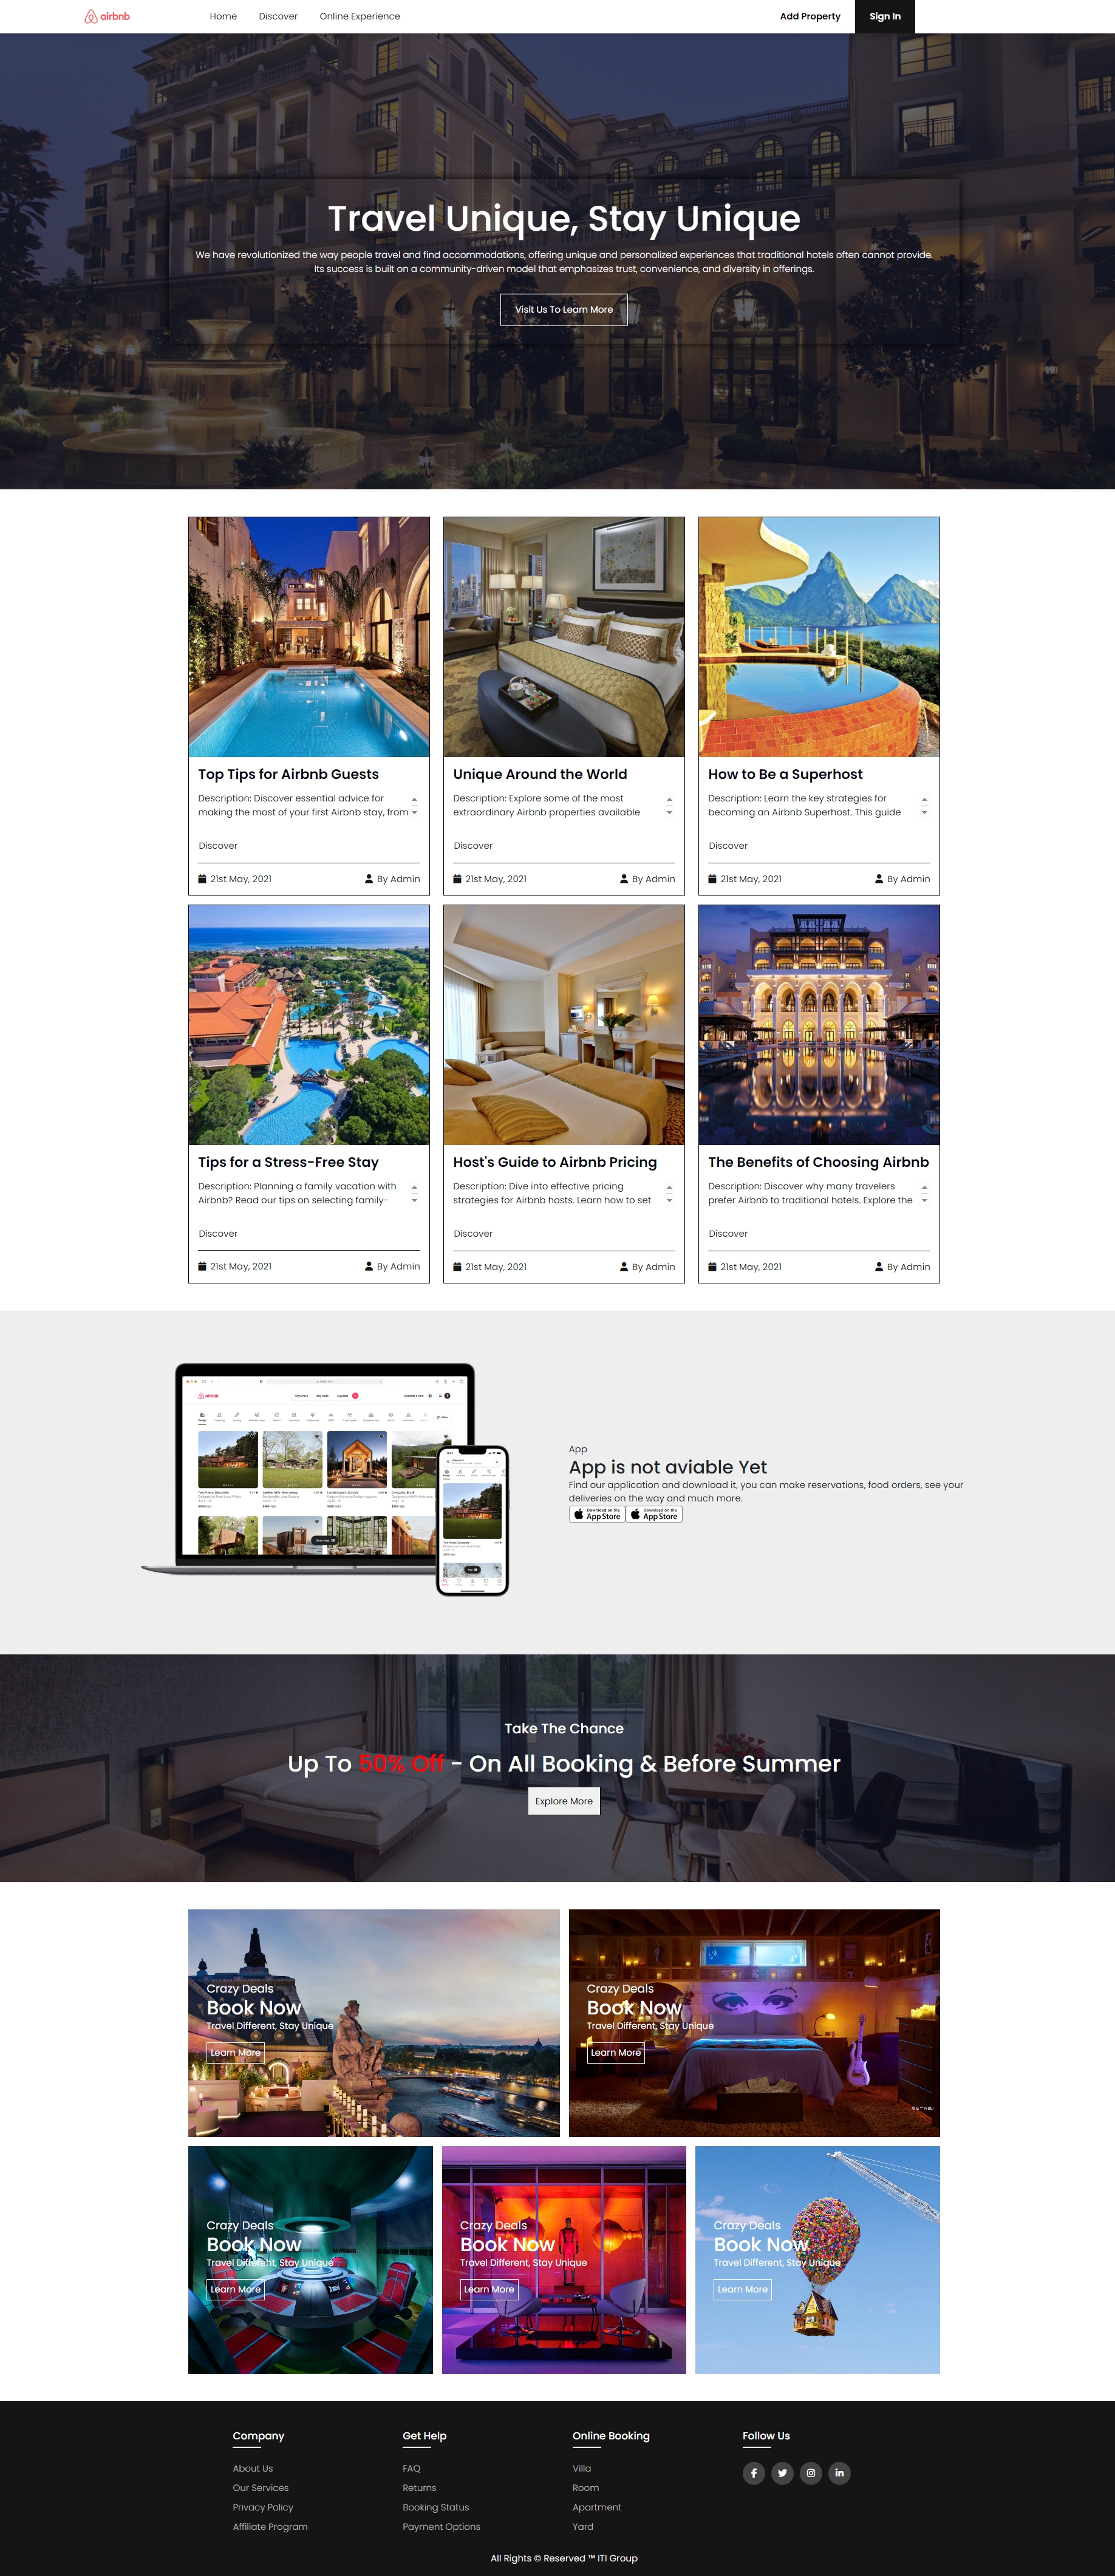 airbnb
Home
Discover
Online Experience
Add Property
Sign In
Travel Unique, Stay Unique
We have revolutionized the way people travel and find accommodations, offering unique and personalized experiences that traditional hotels often cannot provide.
Its success is built on a community-driven model that emphasizes trust, convenience, and diversity in offerings.
Visit Us To Learn More
Top Tips for Airbnb Guests
Description: Discover essential advice for
making the most of your first Airbnb stay, from
Discover
21st May, 2021
By Admin
Unique Around the World
Description: Explore some of the most
extraordinary Airbnb properties available
Discover
21st May, 2021
By Admin
How to Be a Superhost
Description: Learn the key strategies for
becoming an Airbnb Superhost. This guide
Discover
21st May, 2021
By Admin
Tips for a Stress-Free Stay
Description: Planning a family vacation with
Airbnb? Read our tips on selecting family-
Discover
21st May, 2021
By Admin
Host's Guide to Airbnb Pricing
Description: Dive into effective pricing
strategies for Airbnb hosts. Learn how to set
Discover
21st May, 2021
By Admin
The Benefits of Choosing Airbnb
Description: Discover why many travelers
prefer Airbnb to traditional hotels. Explore the
Discover
21st May, 2021
By Admin
airbnb
App
App is not aviable Yet
Find our application and download it, you can make reservations, food orders, see your
deliveries on the way and much more.
Download on the
App Store
Download on the
App Store
Take The Chance
Up To 50% Off - On All Booking & Before Summer
Explore More
Crazy Deals
Book Now
Travel Different, Stay Unique
Learn More
Crazy Deals
Book Now
Travel Different, Stay Unique
Learn More
Crazy Deals
Book Now
Travel Different, Stay Unique
Learn More
Crazy Deals
Book Now
Travel Different, Stay Unique
Learn More
Crazy Deals
Book Now
Travel Different, Stay Unique
Learn More
Company
About Us
Our Services
Privacy Policy
Affiliate Program
Get Help
FAQ
Returns
Booking Status
Payment Options
Online Booking
Villa
Room
Apartment
Yard
Follow Us
All Rights © Reserved ™ ITI Group